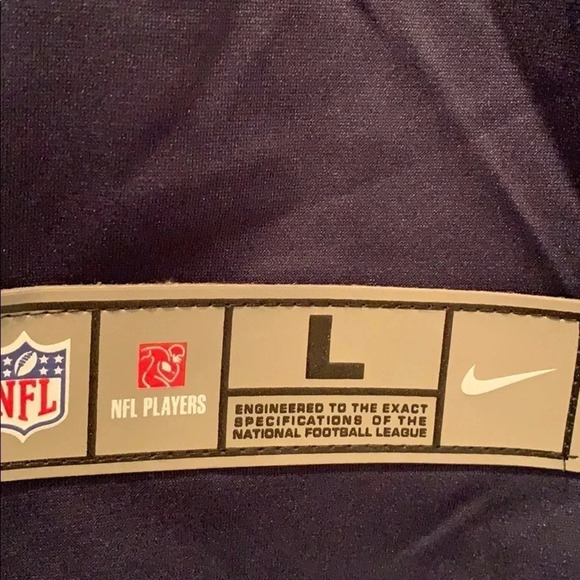 NFL
NFL PLAYERS
L
ENGINEERED TO THE EXACT
SPECIFICATIONS OF THE
NATIONAL FOOTBALL LEAGUE